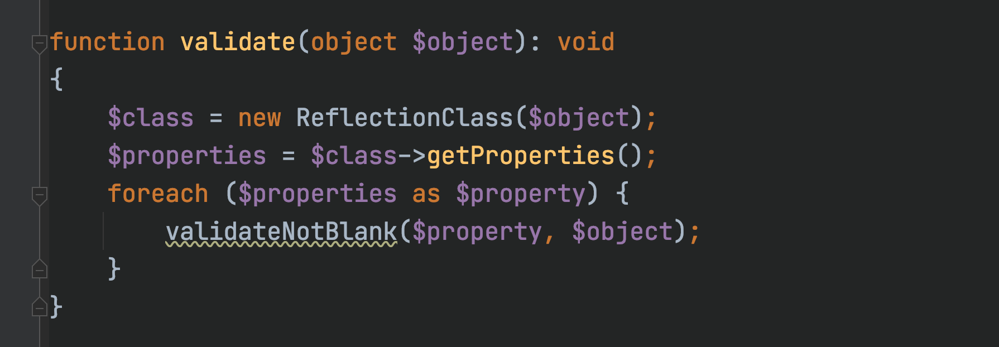 function validate(object $object): void
{
    $class = new ReflectionClass($object);
    $properties = $class->getProperties();
    foreach ($properties as $property) {
        validateNotBlank($property, $object);
    }
}